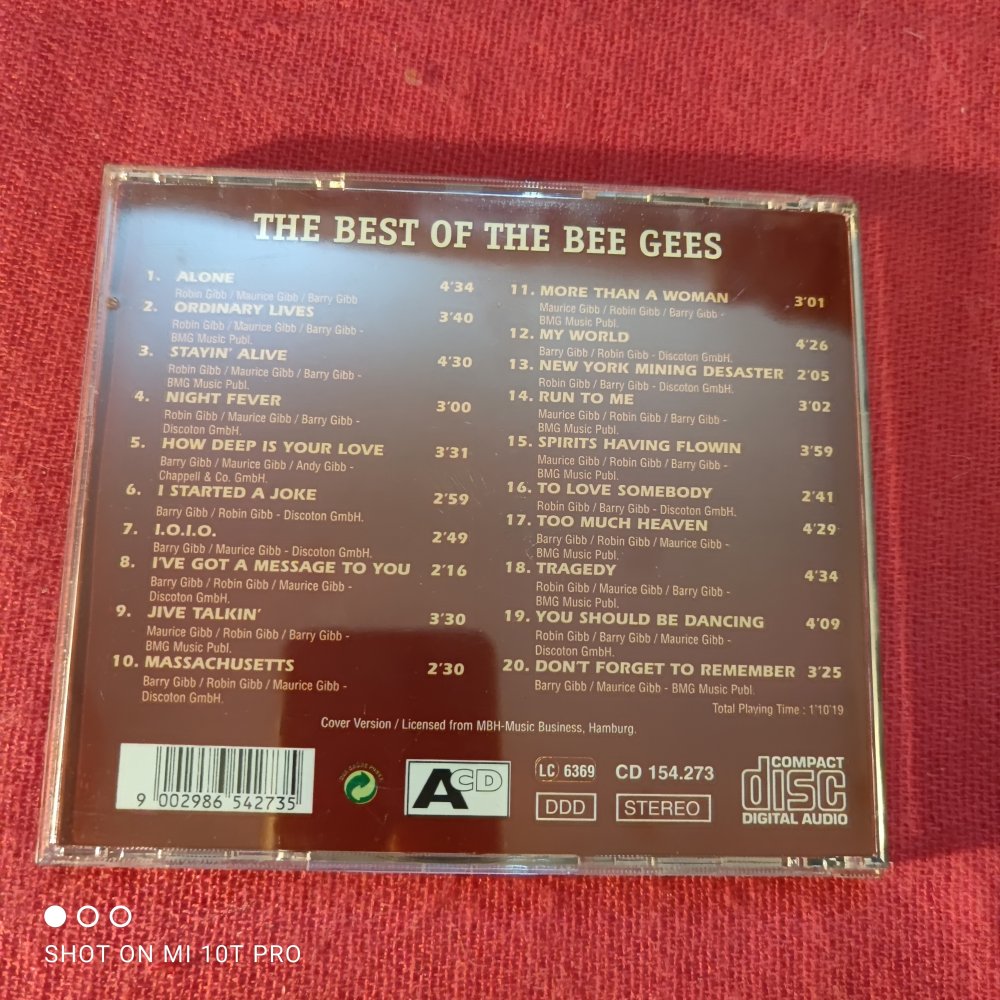 THE BEST OF THE BEE GEES
1. ALONE 4'34
Robin Gibb / Maurice Gibb / Barry Gibb
2. ORDINARY LIVES 3'40
Robin Gibb / Maurice Gibb / Barry Gibb -
BMG Music Publ.
3. STAYIN' ALIVE 4'30
Robin Gibb / Maurice Gibb / Barry Gibb -
BMG Music Publ.
4. NIGHT FEVER 3'00
Robin Gibb / Maurice Gibb / Barry Gibb -
Discoton GmbH.
5. HOW DEEP IS YOUR LOVE 3'31
Barry Gibb / Maurice Gibb / Andy Gibb -
Chappell & Co. GmbH.
6. I STARTED A JOKE 2'59
Barry Gibb / Robin Gibb - Discoton GmbH.
7. I.O.I.O. 2'49
Barry Gibb / Maurice Gibb - Discoton GmbH.
8. I'VE GOT A MESSAGE TO YOU 2'16
Barry Gibb / Robin Gibb / Maurice Gibb -
Discoton GmbH.
9. JIVE TALKIN' 3'30
Maurice Gibb / Robin Gibb / Barry Gibb -
BMG Music Publ.
10. MASSACHUSETTS 2'30
Barry Gibb / Robin Gibb / Maurice Gibb -
Discoton GmbH.
11. MORE THAN A WOMAN 3'01
Maurice Gibb / Robin Gibb / Barry Gibb -
BMG Music Publ.
12. MY WORLD 4'26
Barry Gibb / Robin Gibb - Discoton GmbH.
13. NEW YORK MINING DESASTER 2'05
Robin Gibb / Barry Gibb - Discoton GmbH.
14. RUN TO ME 3'02
Maurice Gibb / Robin Gibb / Barry Gibb -
BMG Music Publ.
15. SPIRITS HAVING FLOWIN 3'59
Maurice Gibb / Robin Gibb / Barry Gibb -
BMG Music Publ.
16. TO LOVE SOMEBODY 2'41
Robin Gibb / Barry Gibb - Discoton GmbH.
17. TOO MUCH HEAVEN 4'29
Barry Gibb / Robin Gibb / Maurice Gibb -
BMG Music Publ.
18. TRAGEDY 4'34
Robin Gibb / Maurice Gibb / Barry Gibb -
BMG Music Publ.
19. YOU SHOULD BE DANCING 4'09
Robin Gibb / Barry Gibb / Maurice Gibb -
Discoton GmbH.
20. DON'T FORGET TO REMEMBER 3'25
Barry Gibb / Maurice Gibb - BMG Music Publ.
Total Playing Time : 1'10'19
Cover Version / Licensed from MBH-Music Business, Hamburg.
9 002986 542735
ACD
LC 6369
CD 154.273
DDD
STEREO
COMPACT
disc
DIGITAL AUDIO
SHOT ON MI 10T PRO